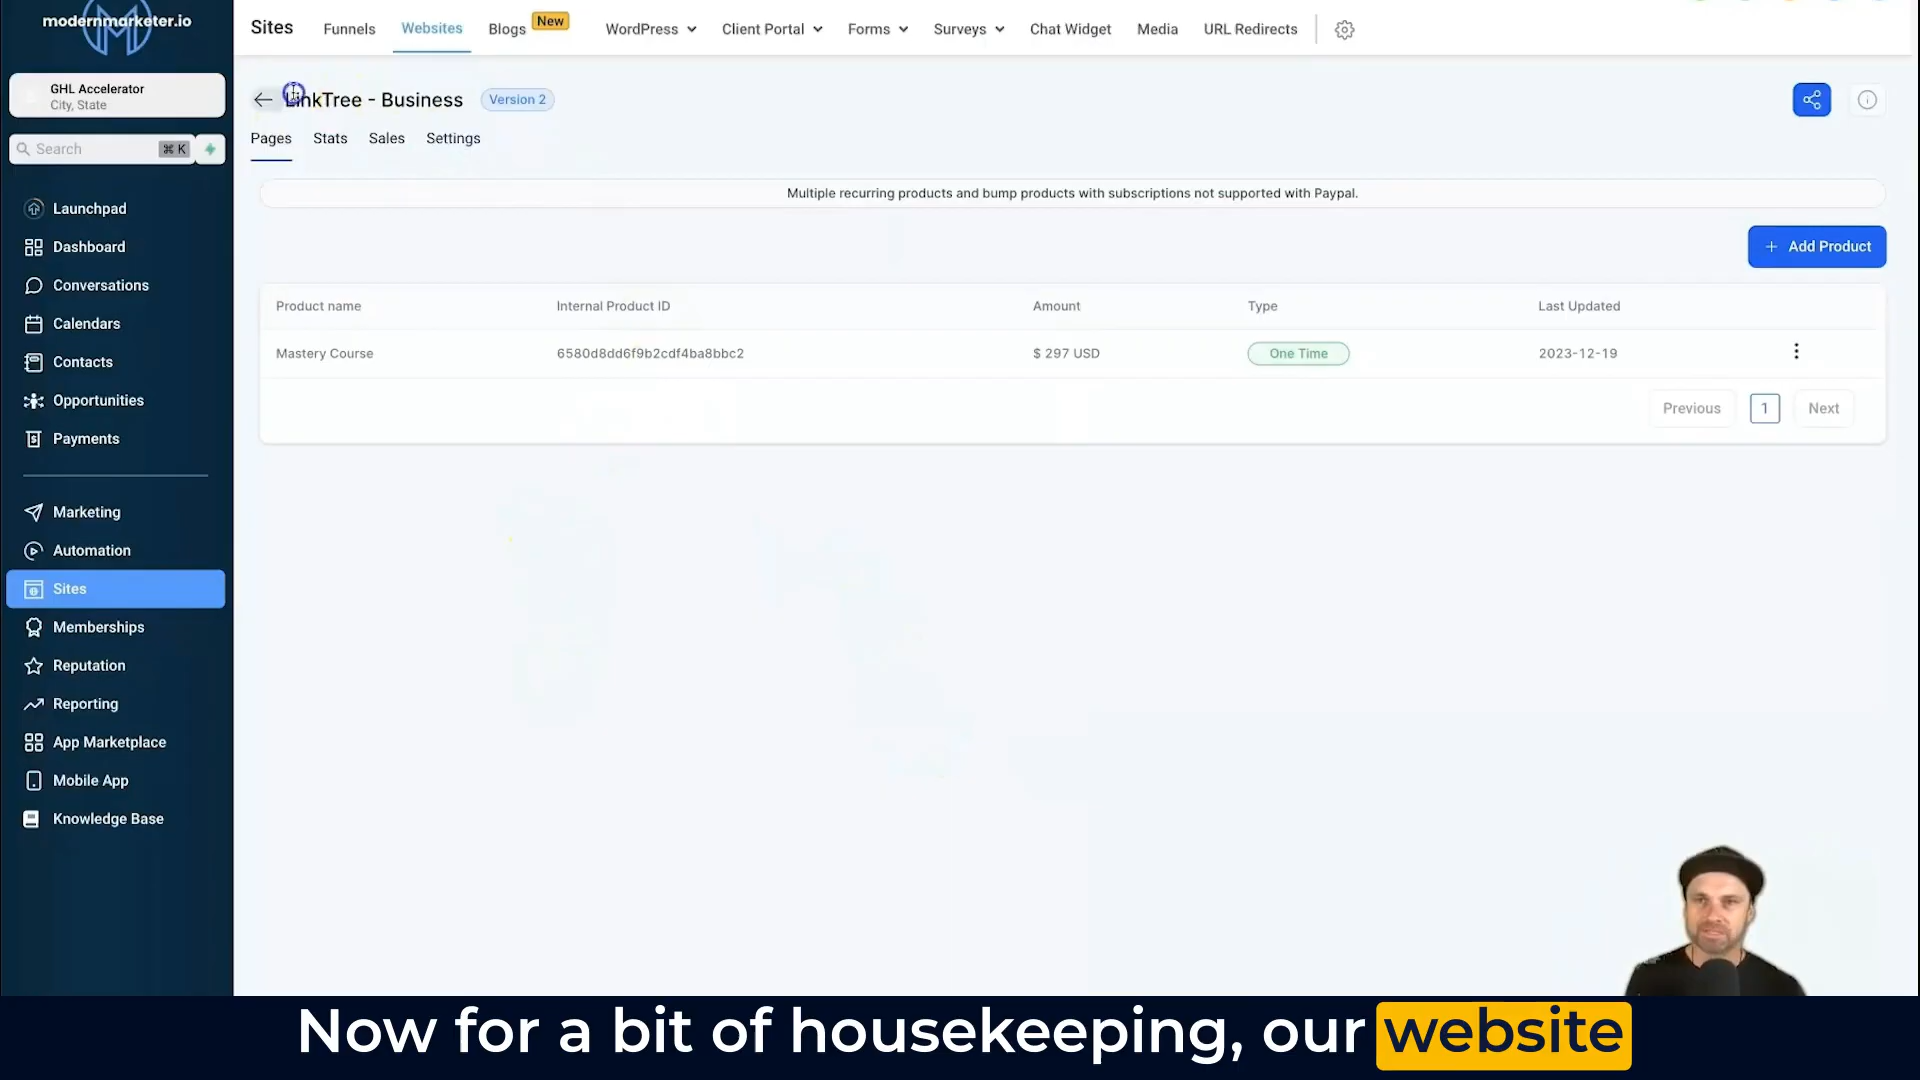 modernmarketer.io
GHL Accelerator
City, State
Search
⌘ K
Launchpad
Dashboard
Conversations
Calendars
Contacts
Opportunities
Payments
Marketing
Automation
Sites
Memberships
Reputation
Reporting
App Marketplace
Mobile App
Knowledge Base
Sites Funnels Websites Blogs New WordPress Client Portal Forms Surveys Chat Widget Media URL Redirects
LinkTree - Business Version 2
Pages Stats Sales Settings
Multiple recurring products and bump products with subscriptions not supported with Paypal.
+ Add Product
Product name Internal Product ID Amount Type Last Updated
Mastery Course 6580d8dd6f9b2cdf4ba8bbc2 $ 297 USD One Time 2023-12-19
Previous 1 Next
Now for a bit of housekeeping, our website